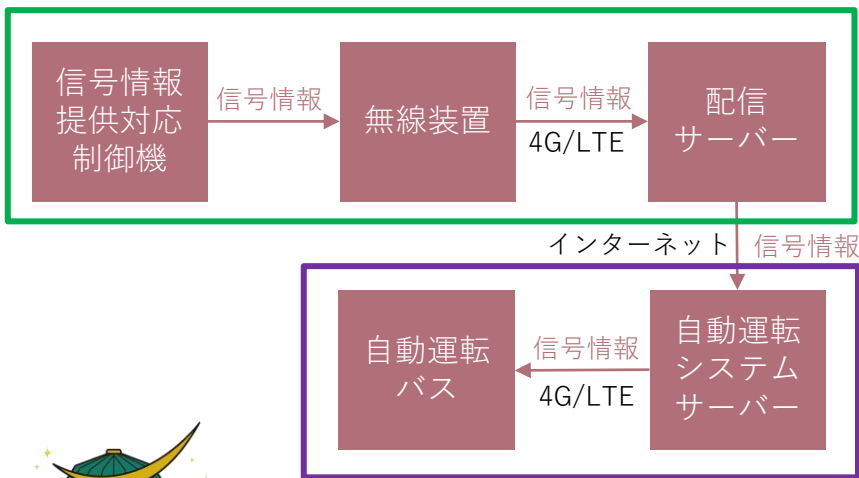 信号情報
提供対応
制御機
信号情報
無線装置
信号情報
4G/LTE
配信
サーバー
インターネット
信号情報
自動運転
バス
信号情報
4G/LTE
自動運転
システム
サーバー